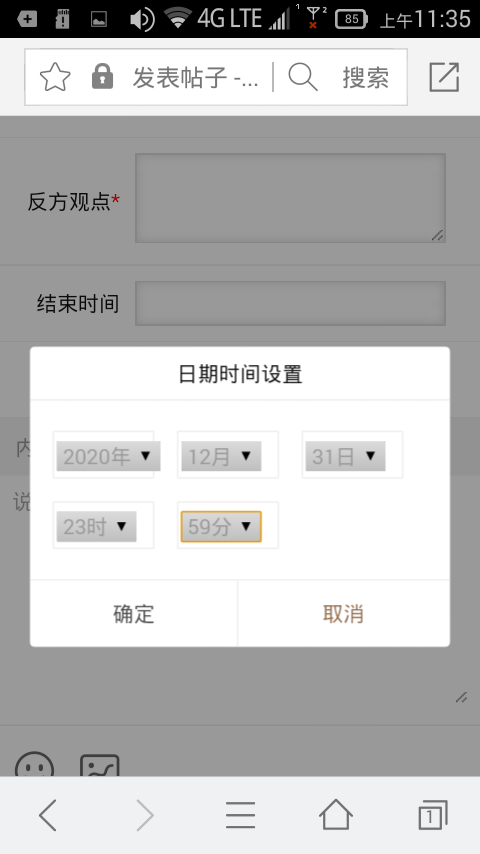 4G LTE 1 2 85 上午11:35
发表帖子 -... 搜索
反方观点*
结束时间
日期时间设置
内
2020年 12月 31日
说
23时 59分
确定 取消
1